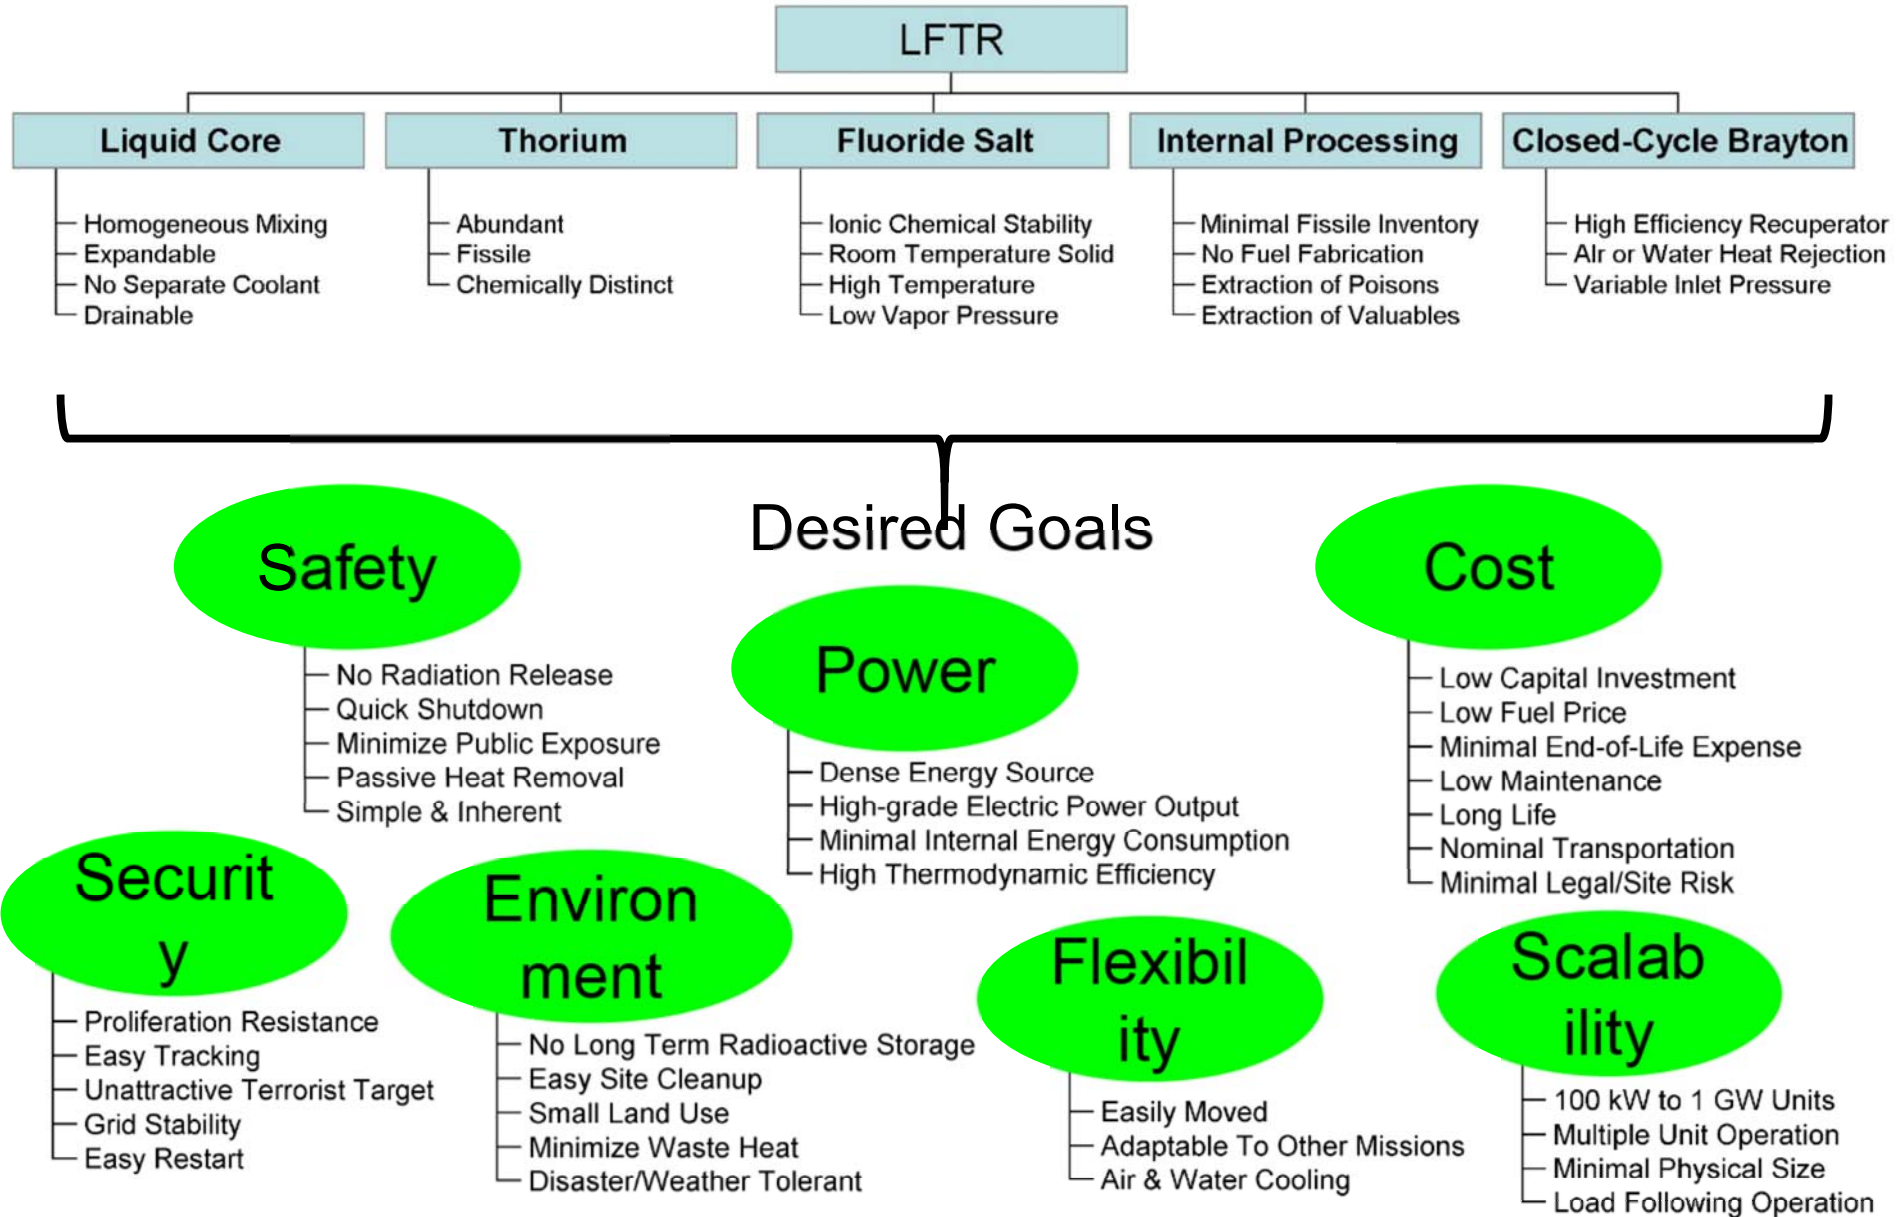 LFTR
Liquid Core
Homogeneous Mixing
Expandable
No Separate Coolant
Drainable
Thorium
Abundant
Fissile
Chemically Distinct
Fluoride Salt
Ionic Chemical Stability
Room Temperature Solid
High Temperature
Low Vapor Pressure
Internal Processing
Minimal Fissile Inventory
No Fuel Fabrication
Extraction of Poisons
Extraction of Valuables
Closed-Cycle Brayton
High Efficiency Recuperator
AIr or Water Heat Rejection
Variable Inlet Pressure
Desired Goals
Safety
No Radiation Release
Quick Shutdown
Minimize Public Exposure
Passive Heat Removal
Simple & Inherent
Power
Dense Energy Source
High-grade Electric Power Output
Minimal Internal Energy Consumption
High Thermodynamic Efficiency
Cost
Low Capital Investment
Low Fuel Price
Minimal End-of-Life Expense
Low Maintenance
Long Life
Nominal Transportation
Minimal Legal/Site Risk
Securit
y
Proliferation Resistance
Easy Tracking
Unattractive Terrorist Target
Grid Stability
Easy Restart
Environ
ment
No Long Term Radioactive Storage
Easy Site Cleanup
Small Land Use
Minimize Waste Heat
Disaster/Weather Tolerant
Flexibil
ity
Easily Moved
Adaptable To Other Missions
Air & Water Cooling
Scalab
ility
100 kW to 1 GW Units
Multiple Unit Operation
Minimal Physical Size
Load Following Operation